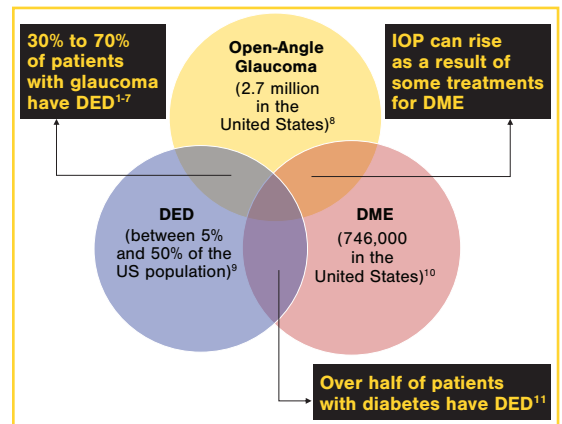 30% to 70%
of patients
with glaucoma
have DED¹⁻⁷
Open-Angle
Glaucoma
(2.7 million
in the
United States)⁸
IOP can rise
as a result of
some treatments
for DME
DED
(between 5%
and 50% of the
US population)⁹
DME
(746,000
in the
United States)¹⁰
Over half of patients
with diabetes have DED¹¹